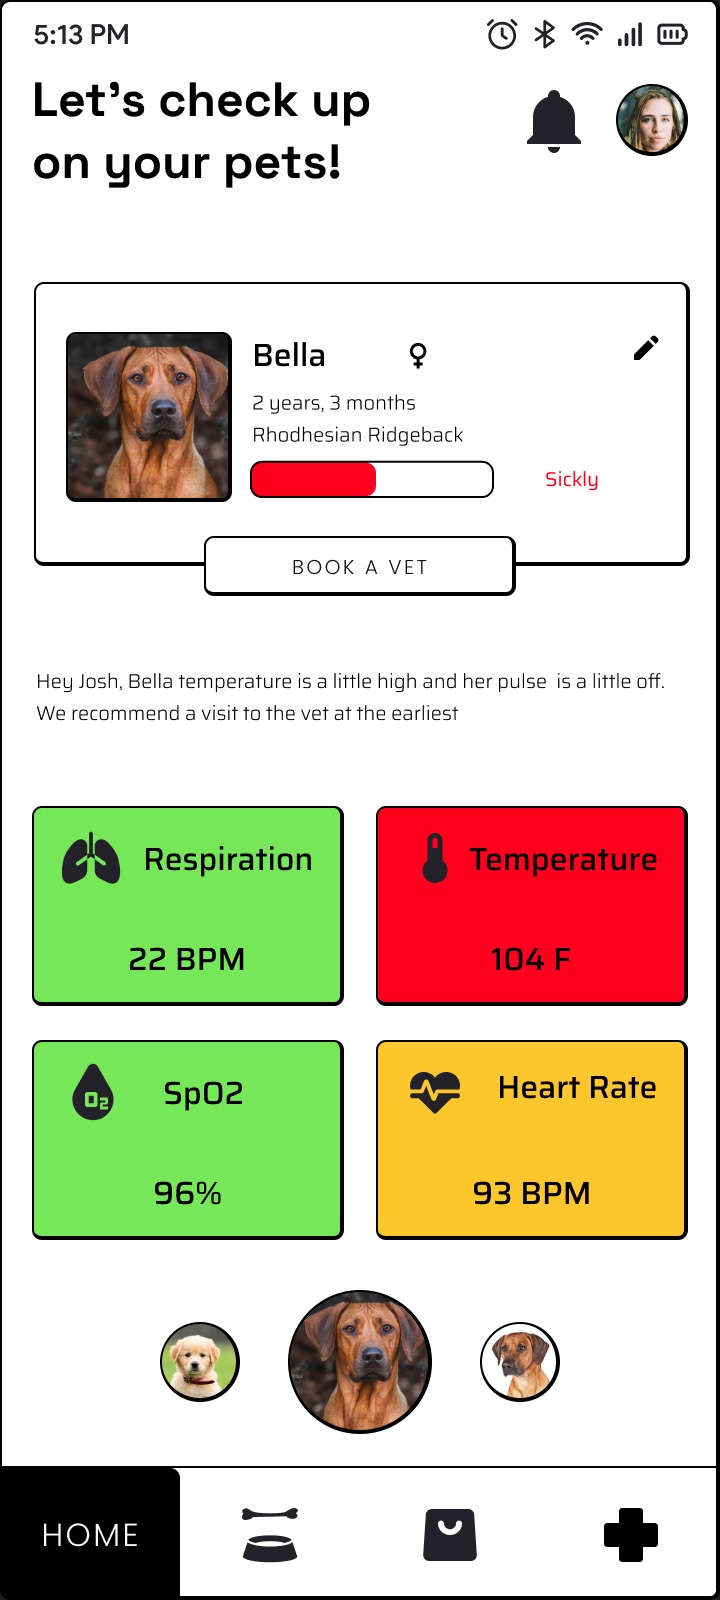 5:13 PM
Let's check up
on your pets!
Bella
2 years, 3 months
Rhodhesian Ridgeback
Sickly
BOOK A VET
Hey Josh, Bella temperature is a little high and her pulse  is a little off.
We recommend a visit to the vet at the earliest
Respiration
22 BPM
Temperature
104 F
O2
SpO2
96%
Heart Rate
93 BPM
HOME